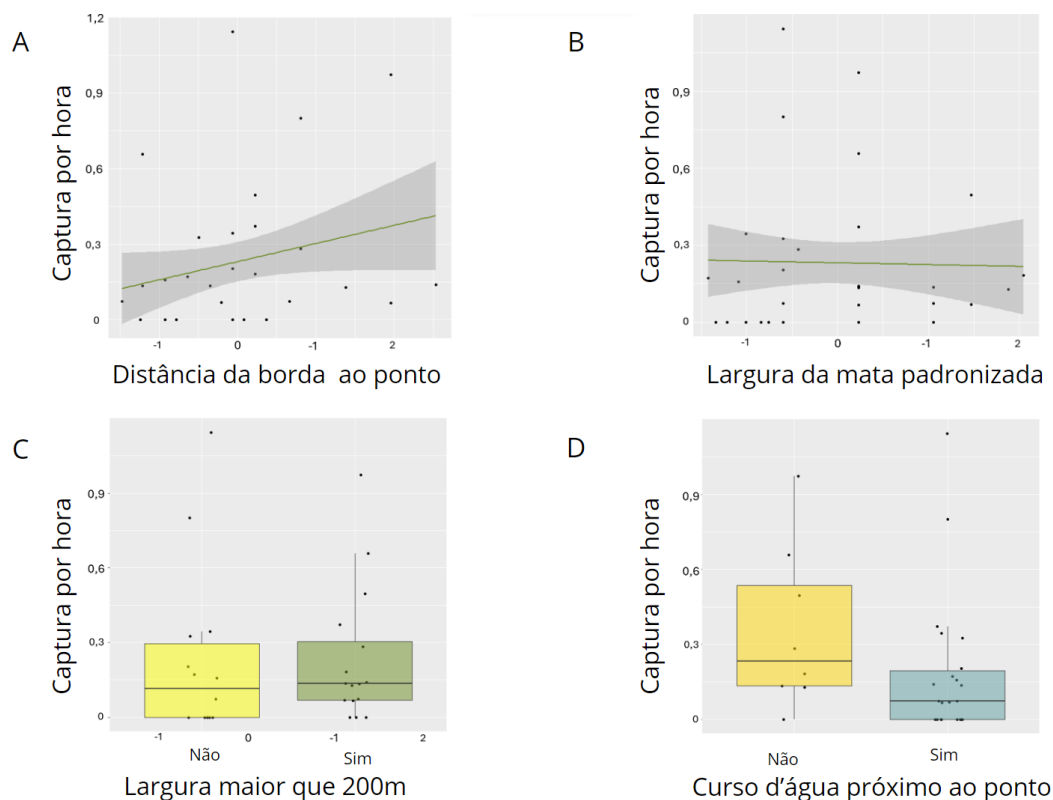 A
Captura por hora
1,2
0,9
0,6
0,3
0
-1 0 -1 2
Distância da borda ao ponto
B
Captura por hora
0,9
0,6
0,3
0
-1 0 -1 2
Largura da mata padronizada
C
Captura por hora
0,9
0,6
0,3
0
-1 0 -1 2
Não Sim
Largura maior que 200m
D
Captura por hora
0,9
0,6
0,3
0
Não Sim
Curso d'água próximo ao ponto